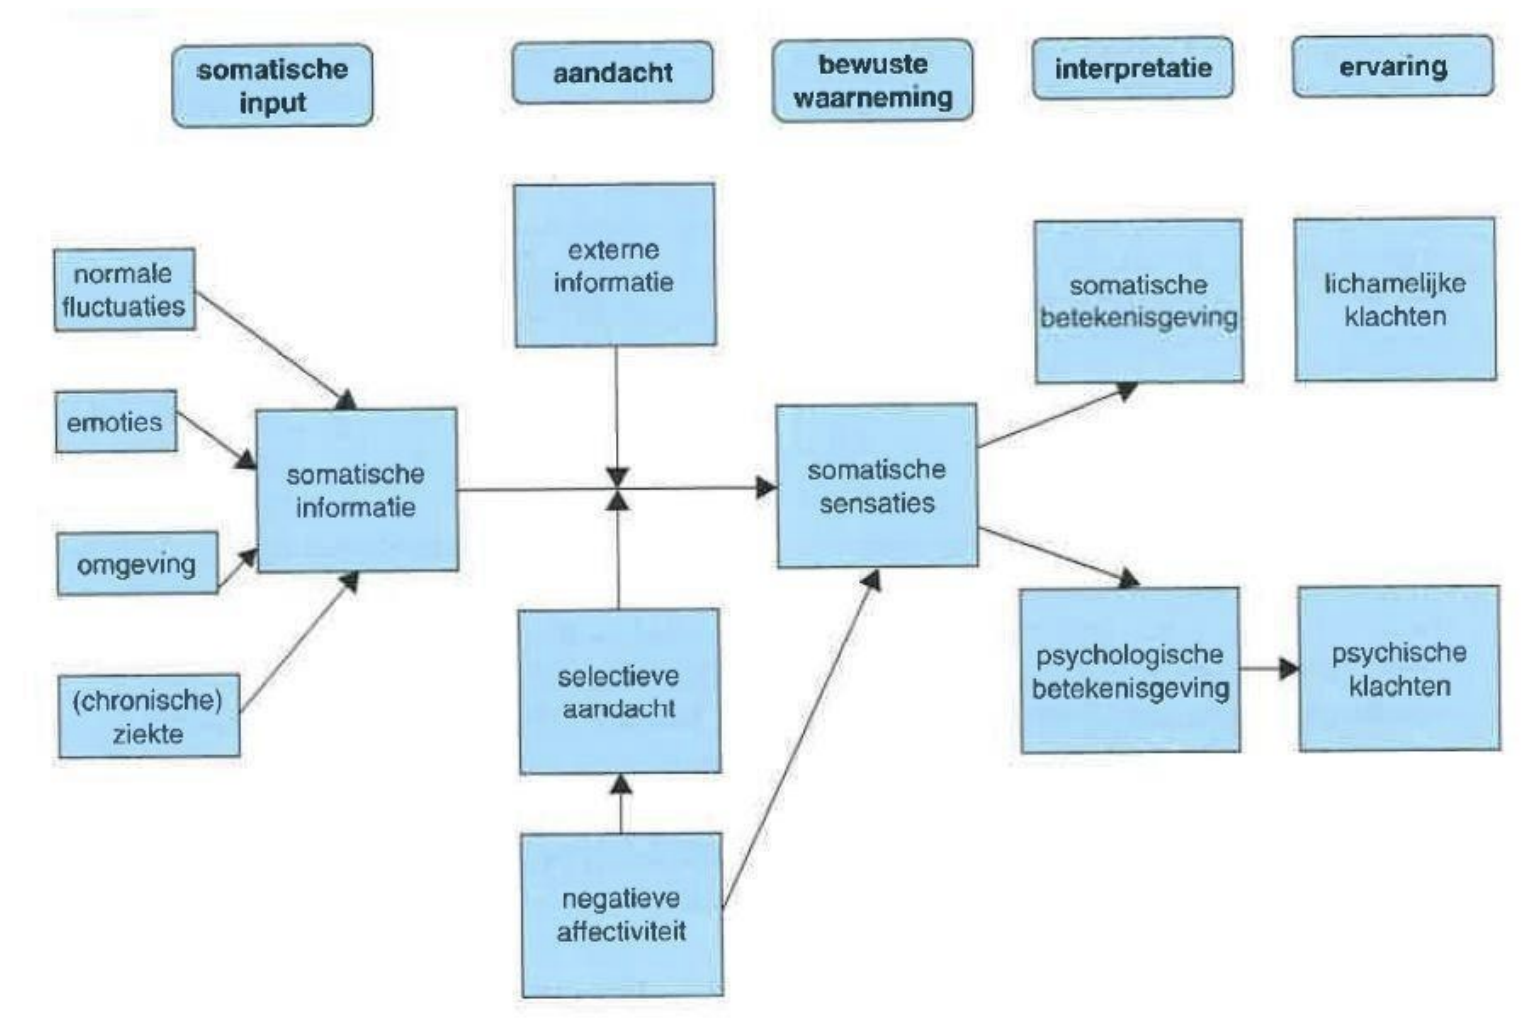 somatische
input
aandacht
bewuste
waarneming
interpretatie
ervaring
normale
fluctuaties
emoties
omgeving
(chronische)
ziekte
somatische
informatie
externe
informatie
selectieve
aandacht
negatieve
affectiviteit
somatische
sensaties
somatische
betekenisgeving
psychologische
betekenisgeving
lichamelijke
klachten
psychische
klachten